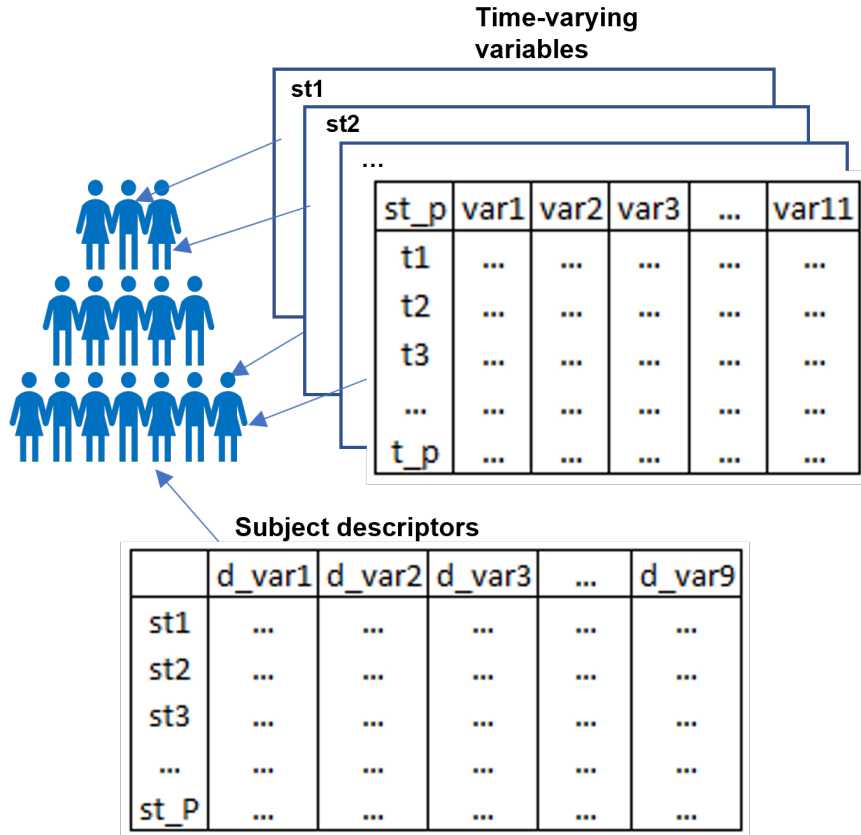 Time-varying
variables
st1
st2
...
st_p var1 var2 var3 ... var11
t1 ... ... ... ... ...
t2 ... ... ... ... ...
t3 ... ... ... ... ...
... ... ... ... ... ...
t_p ... ... ... ... ...
Subject descriptors
d_var1 d_var2 d_var3 ... d_var9
st1 ... ... ... ... ...
st2 ... ... ... ... ...
st3 ... ... ... ... ...
... ... ... ... ... ...
st_P ... ... ... ... ...